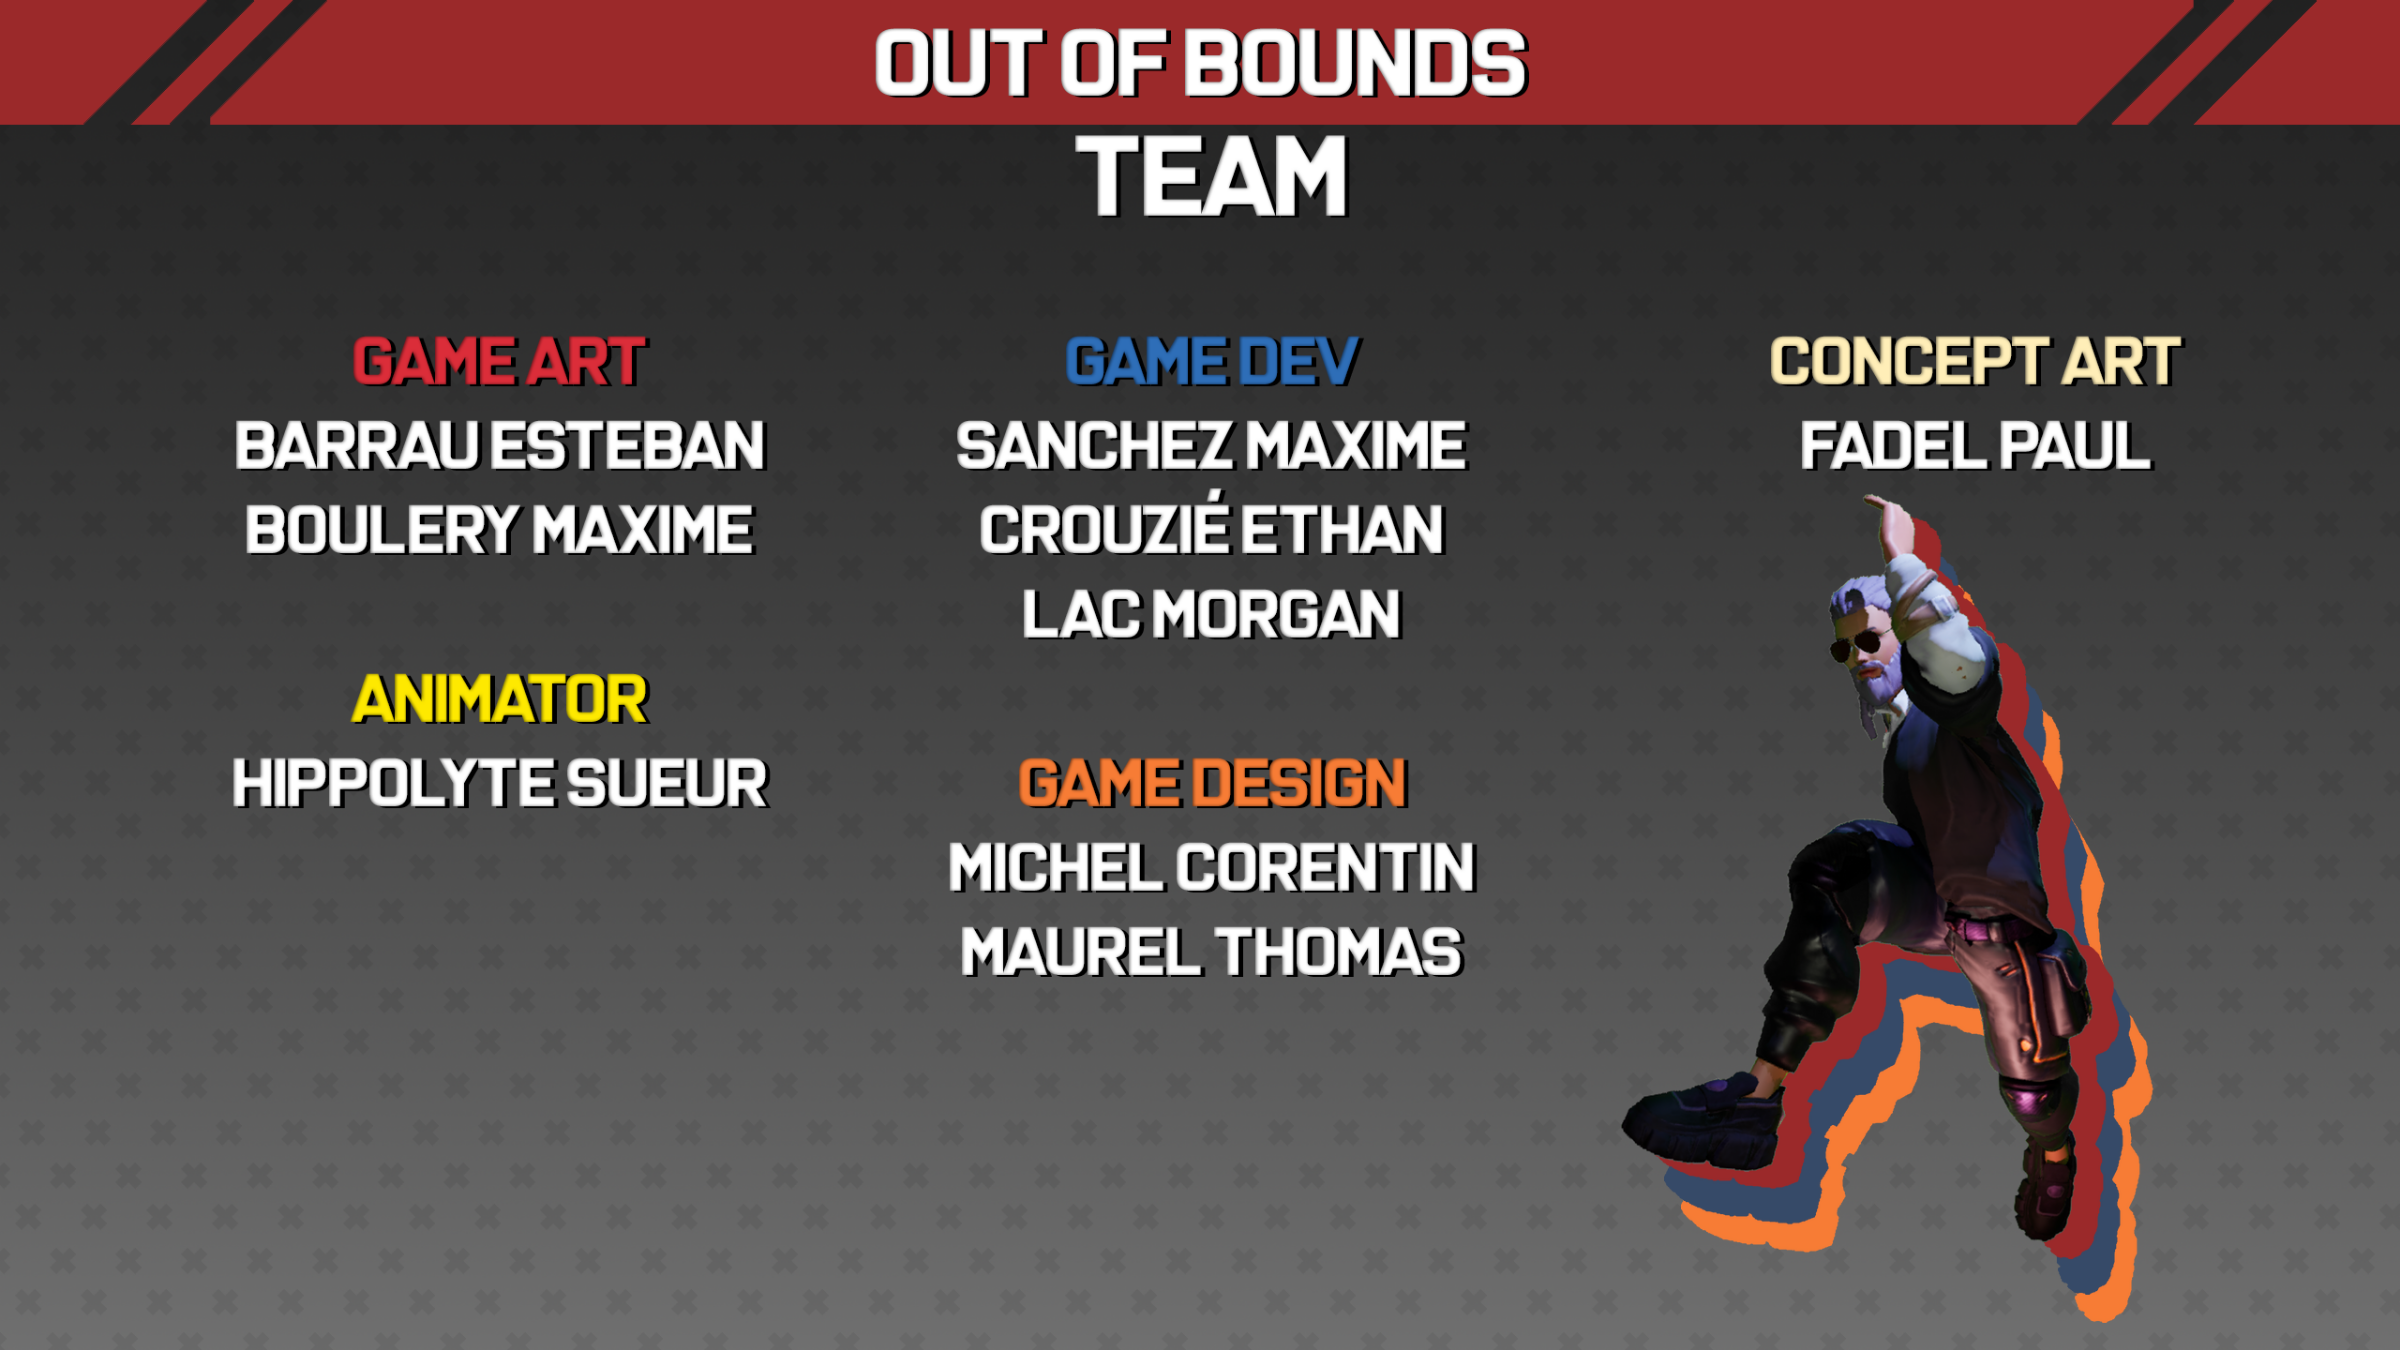 OUT OF BOUNDS
TEAM
GAME ART
BARRAU ESTEBAN
BOULERY MAXIME
ANIMATOR
HIPPOLYTE SUEUR
GAME DEV
SANCHEZ MAXIME
CROUZIÉ ETHAN
LAC MORGAN
GAME DESIGN
MICHEL CORENTIN
MAUREL THOMAS
CONCEPT ART
FADEL PAUL